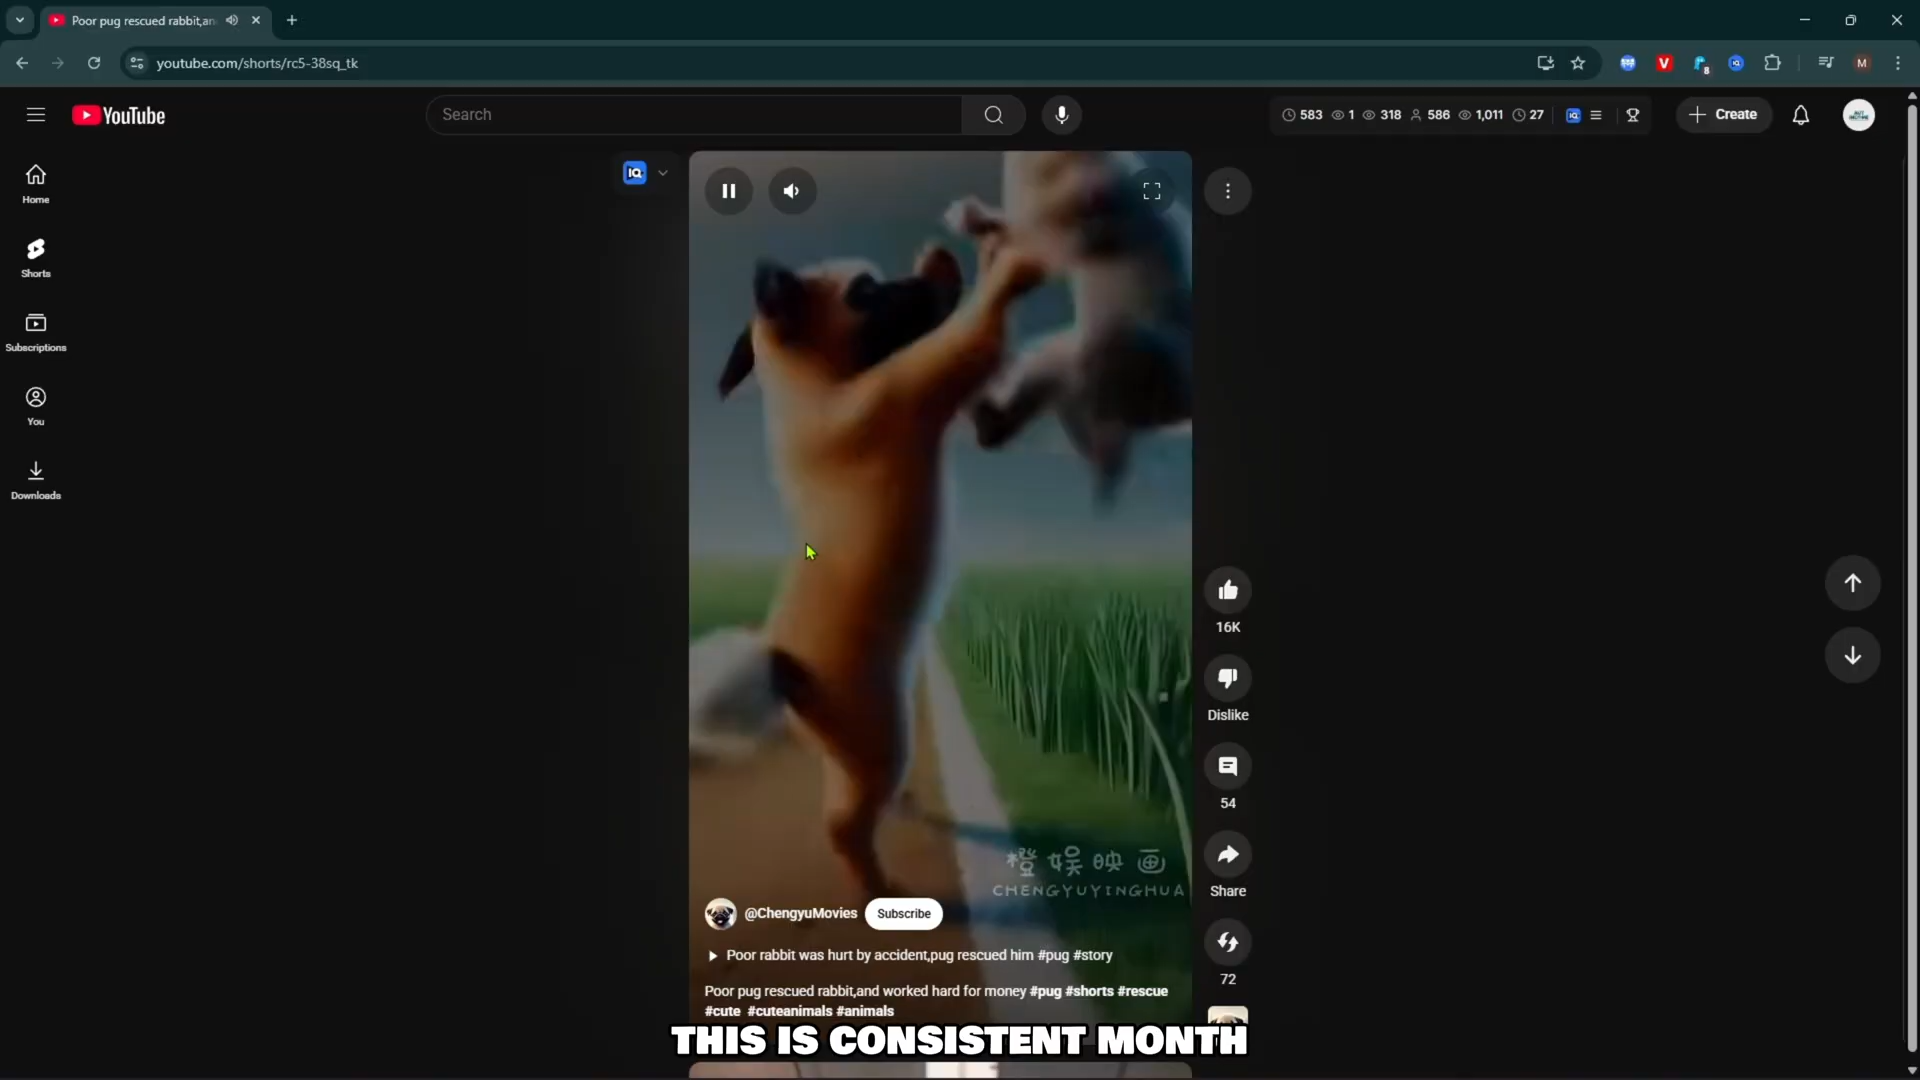 Poor pug rescued rabbit,an
youtube.com/shorts/rc5-38sq_tk
8
M
YouTube
Search
583 1 318 586 1,011 27
IQ
Create
Home
Shorts
Subscriptions
You
Downloads
IQ
16K
Dislike
54
Share
72
橙娱映画
CHENGYUYINGHUA
@ChengyuMovies
Subscribe
Poor rabbit was hurt by accident,pug rescued him #pug #story
Poor pug rescued rabbit,and worked hard for money #pug #shorts #rescue
#cute #cuteanimals #animals
THIS IS CONSISTENT MONTH